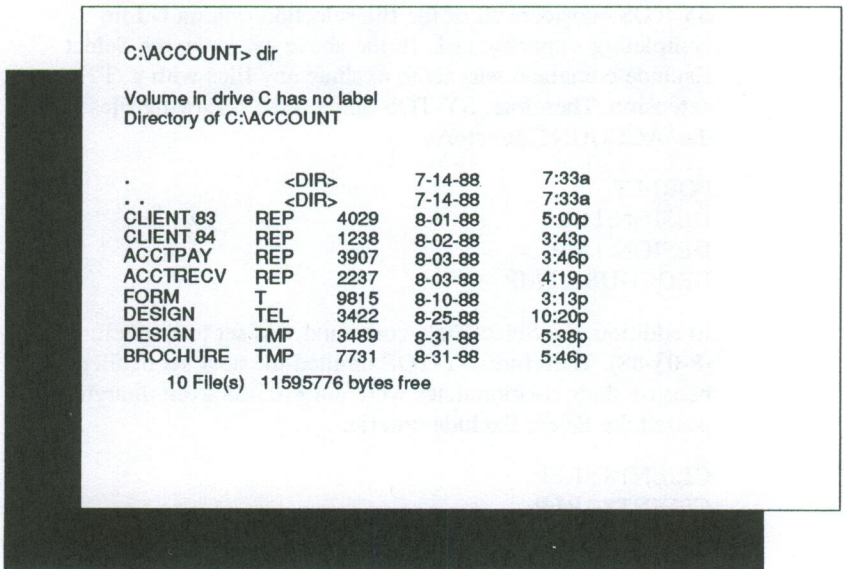 C:\ACCOUNT> dir
Volume in drive C has no label
Directory of C:\ACCOUNT
. <DIR> 7-14-88 7:33a
. . <DIR> 7-14-88 7:33a
CLIENT 83 REP 4029 8-01-88 5:00p
CLIENT 84 REP 1238 8-02-88 3:43p
ACCTPAY REP 3907 8-03-88 3:46p
ACCTRECV REP 2237 8-03-88 4:19p
FORM T 9815 8-10-88 3:13p
DESIGN TEL 3422 8-25-88 10:20p
DESIGN TMP 3489 8-31-88 5:38p
BROCHURE TMP 7731 8-31-88 5:46p
10 File(s) 11595776 bytes free